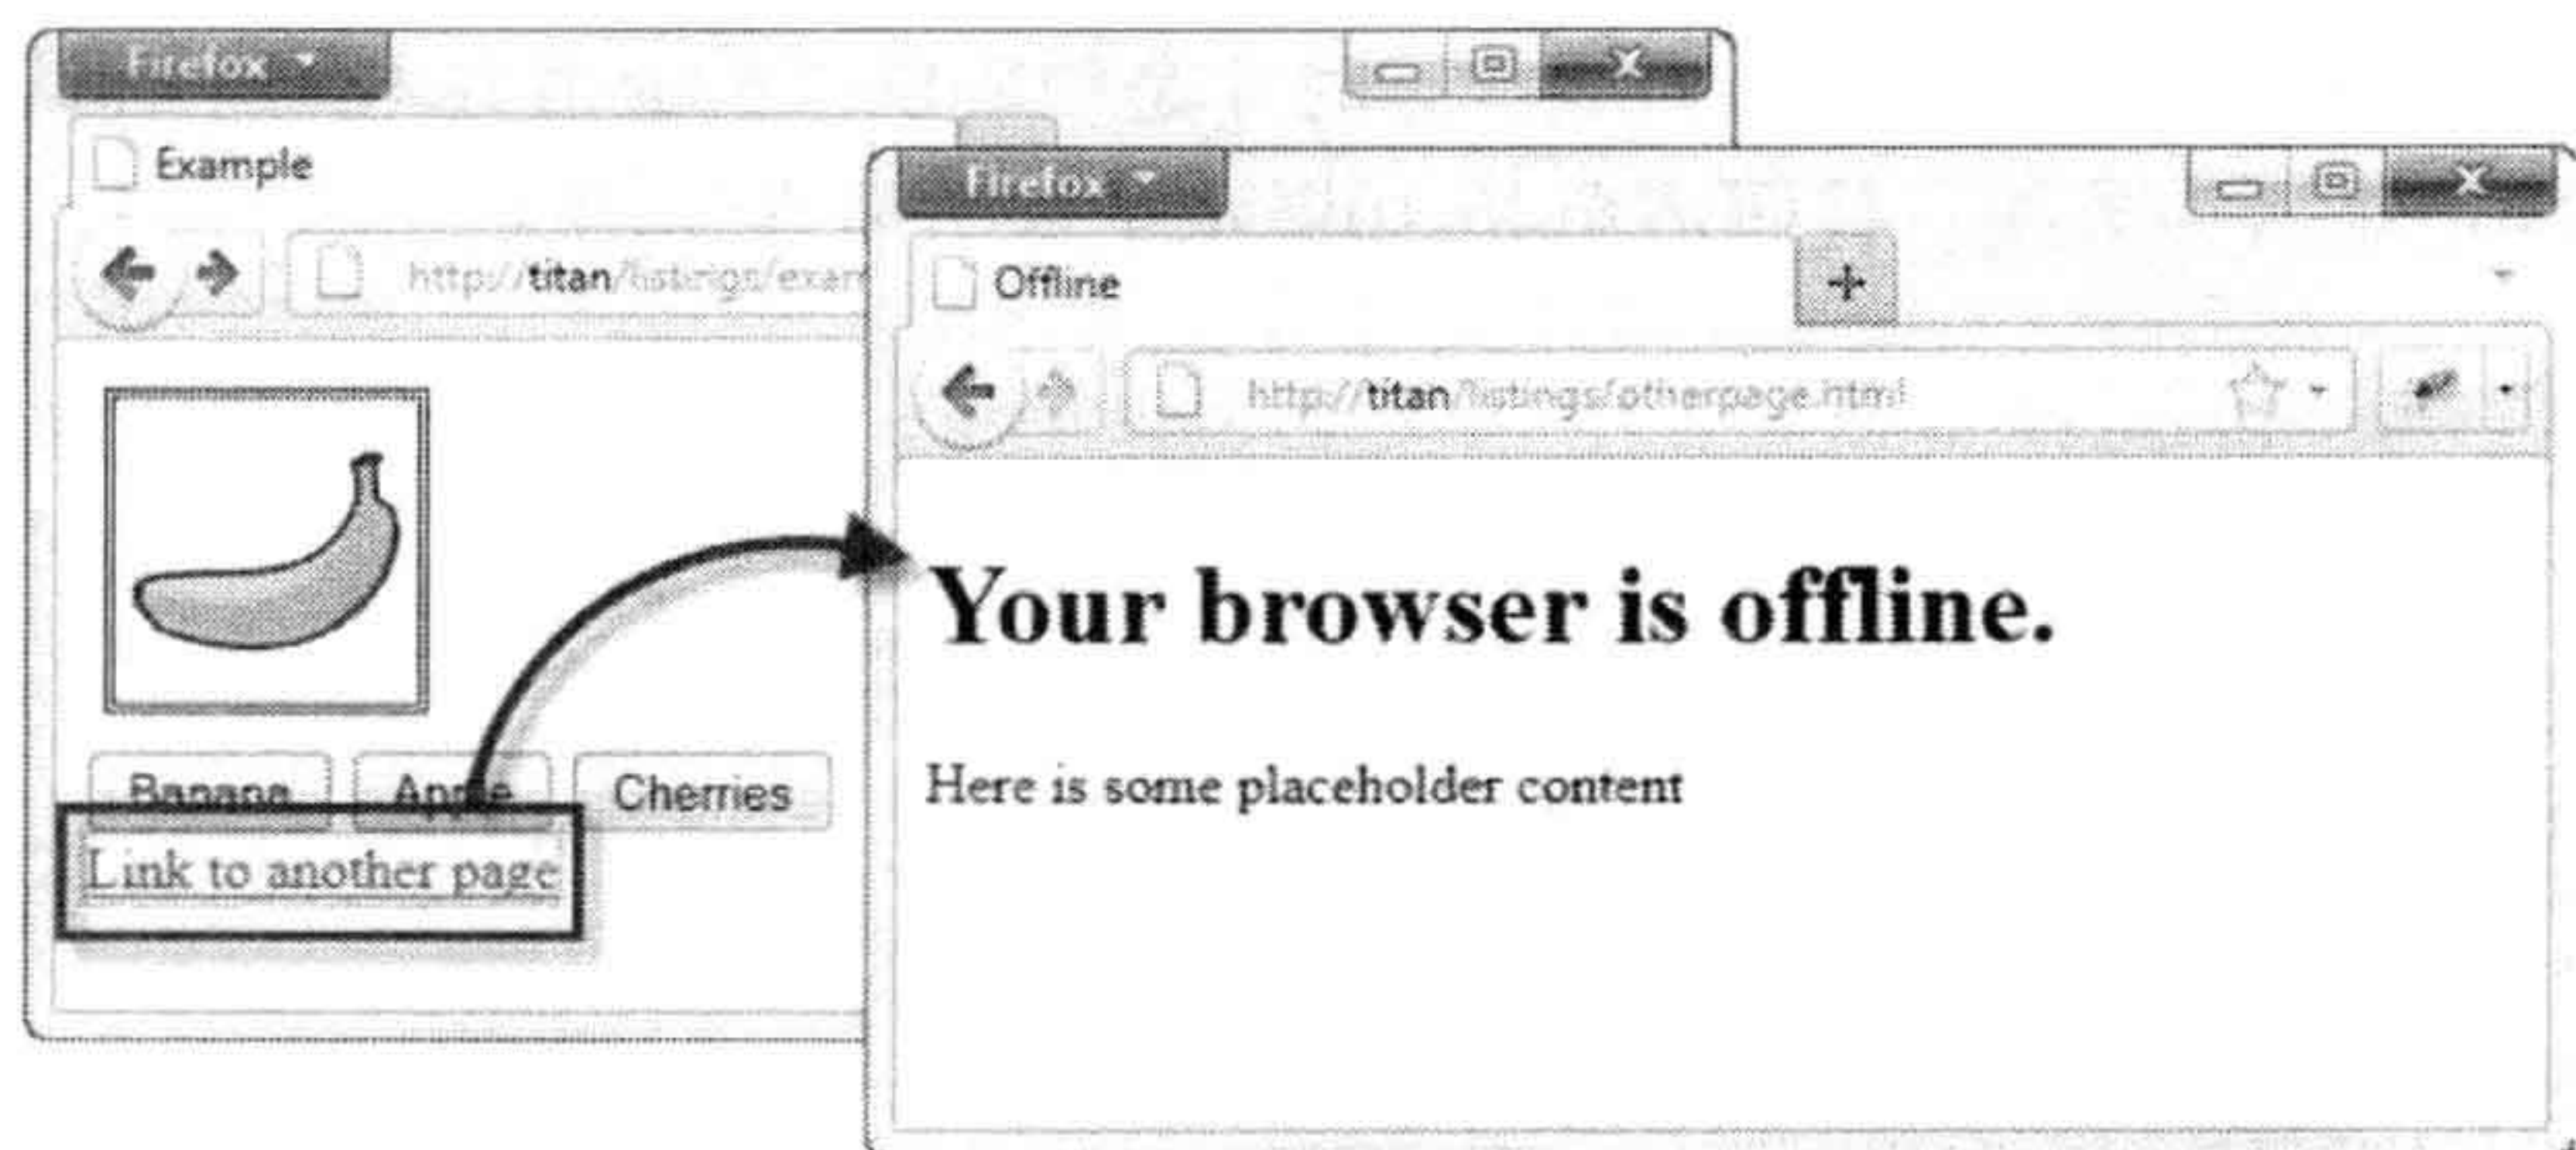 Firefox
Example
http://titan/listings/exam
Banana Apple Cherries
Link to another page
Firefox
Offline
http://titan/listings/otherpage.html
Your browser is offline.
Here is some placeholder content